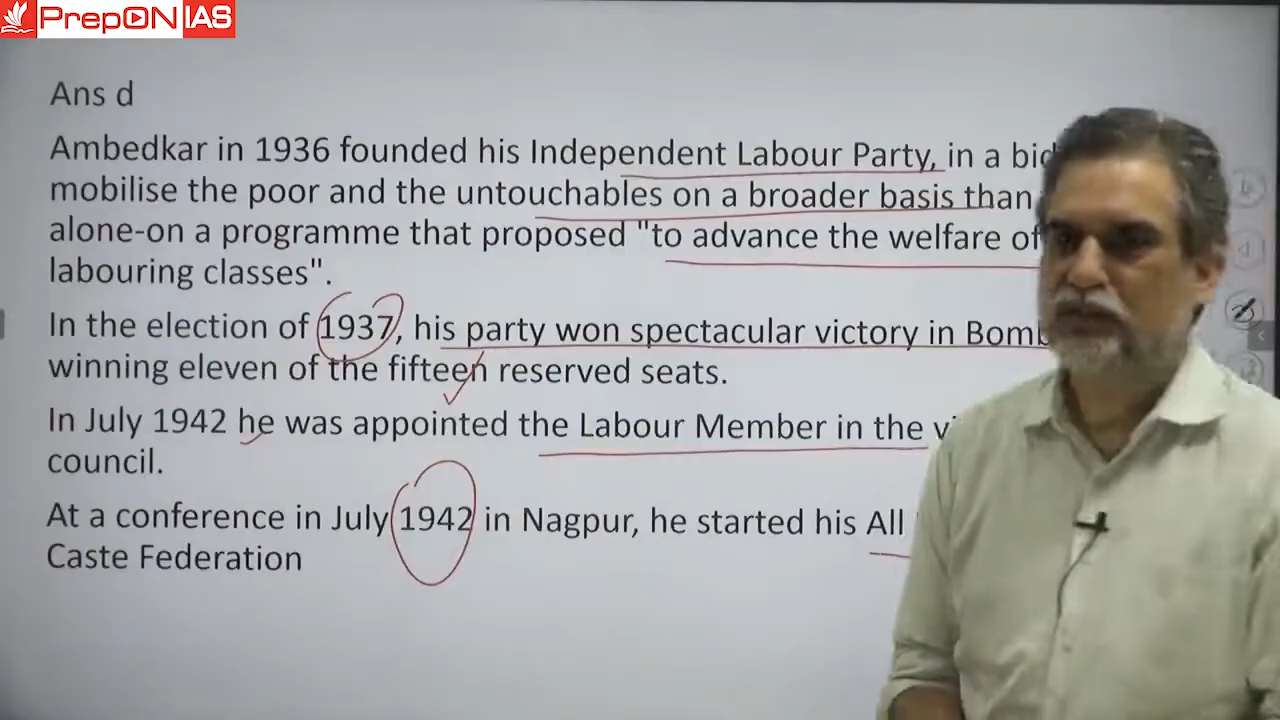 PrepON IAS
Ans d
Ambedkar in 1936 founded his Independent Labour Party, in a bid
mobilise the poor and the untouchables on a broader basis than
alone-on a programme that proposed "to advance the welfare of
labouring classes".
In the election of 1937, his party won spectacular victory in
winning eleven of the fifteen reserved seats.
In July 1942 he was appointed the Labour Member in the
council.
At a conference in July 1942 in Nagpur, he started his All
Caste Federation